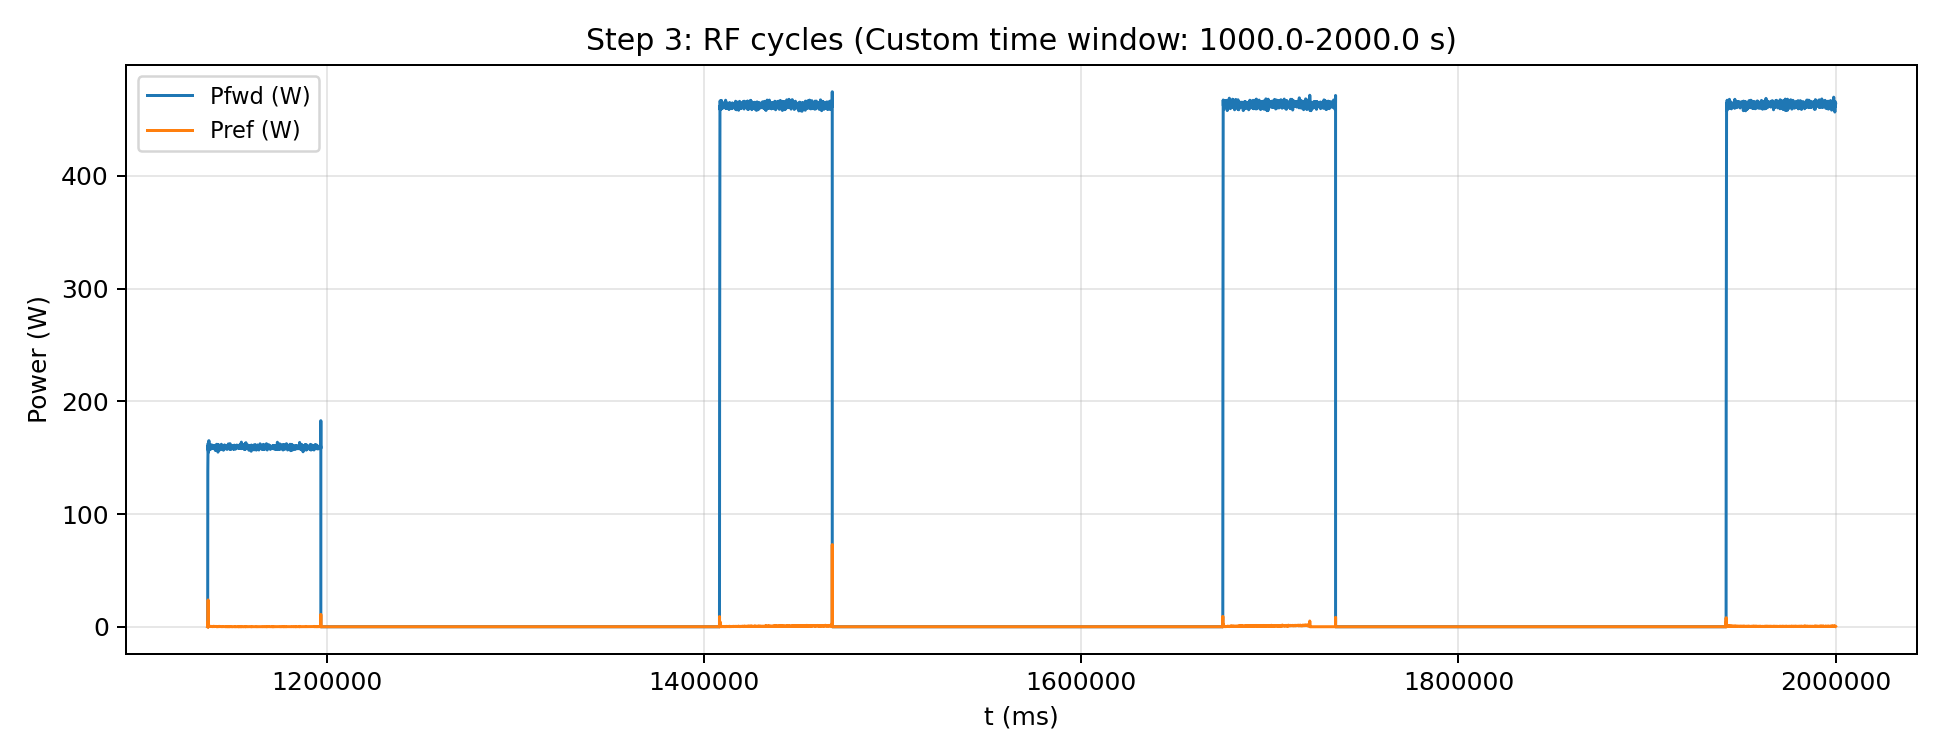 Step 3: RF cycles (Custom time window: 1000.0-2000.0 s)
Pfwd (W)
Pref (W)
Power (W)
400
300
200
100
0
1200000
1400000
1600000
1800000
2000000
t (ms)